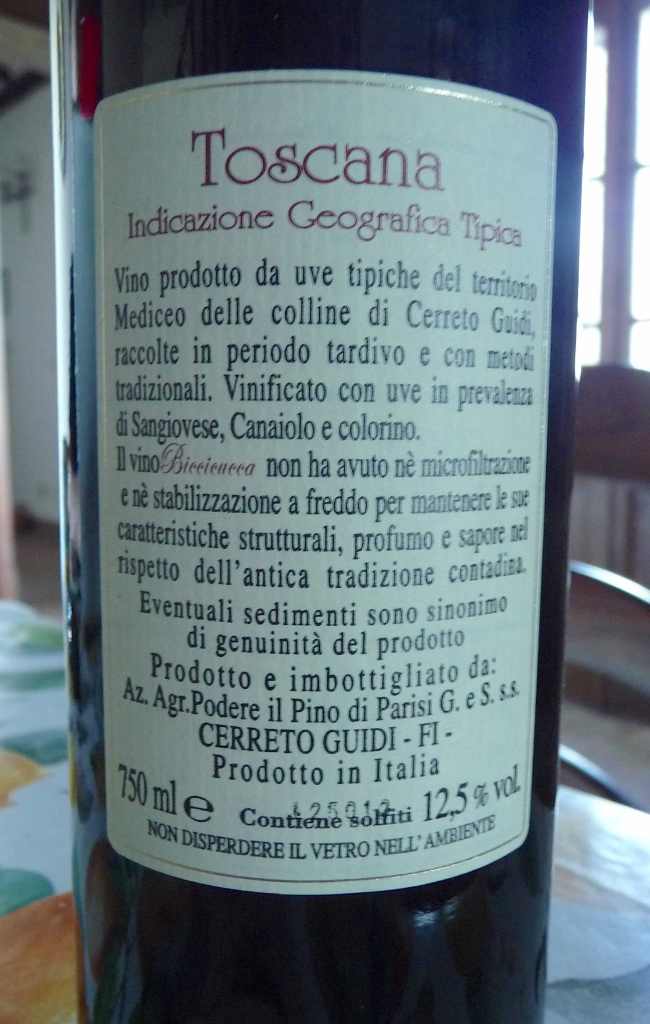 Toscana
Indicazione Geografica Tipica
Vino prodotto da uve tipiche del territorio
Mediceo delle colline di Cerreto Guidi,
raccolte in periodo tardivo e con metodi
tradizionali. Vinificato con uve in prevalenza
di Sangiovese, Canaiolo e colorino.
Il vino Biccicucca non ha avuto nè microfiltrazione
e nè stabilizzazione a freddo per mantenere le sue
caratteristiche strutturali, profumo e sapore nel
rispetto dell'antica tradizione contadina.
Eventuali sedimenti sono sinonimo
di genuinità del prodotto
Prodotto e imbottigliato da:
Az. Agr.Podere il Pino di Parisi G. e S. s.s.
CERRETO GUIDI - FI -
Prodotto in Italia
750 ml e Contiene solfiti 12,5 % vol.
NON DISPERDERE IL VETRO NELL'AMBIENTE